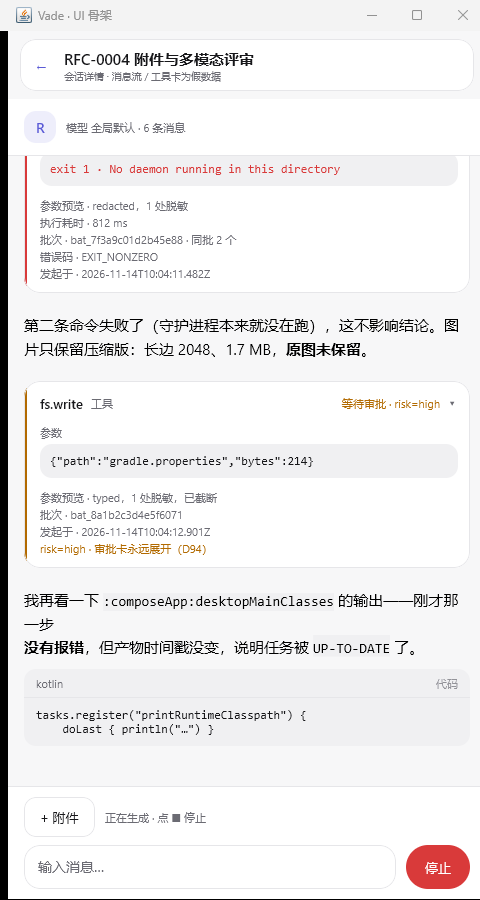 Vade · UI 骨架
← RFC-0004 附件与多模态评审
会话详情 · 消息流 / 工具卡为假数据
R 模型 全局默认 · 6 条消息
exit 1 · No daemon running in this directory
参数预览 · redacted，1 处脱敏
执行耗时 · 812 ms
批次 · bat_7f3a9c01d2b45e88 · 同批 2 个
错误码 · EXIT_NONZERO
发起于 · 2026-11-14T10:04:11.482Z
第二条命令失败了（守护进程本来就没在跑），这不影响结论。图
片只保留压缩版：长边 2048、1.7 MB，原图未保留。
fs.write 工具 等待审批 · risk=high ▾
参数
{"path":"gradle.properties","bytes":214}
参数预览 · typed，1 处脱敏，已截断
批次 · bat_8a1b2c3d4e5f6071
发起于 · 2026-11-14T10:04:12.901Z
risk=high · 审批卡永远展开（D94）
我再看一下 :composeApp:desktopMainClasses 的输出——刚才那
一步
没有报错，但产物时间戳没变，说明任务被 UP-TO-DATE 了。
kotlin 代码
tasks.register("printRuntimeClasspath") {
    doLast { println("…") }
+ 附件 正在生成 · 点 ■ 停止
输入消息… 停止